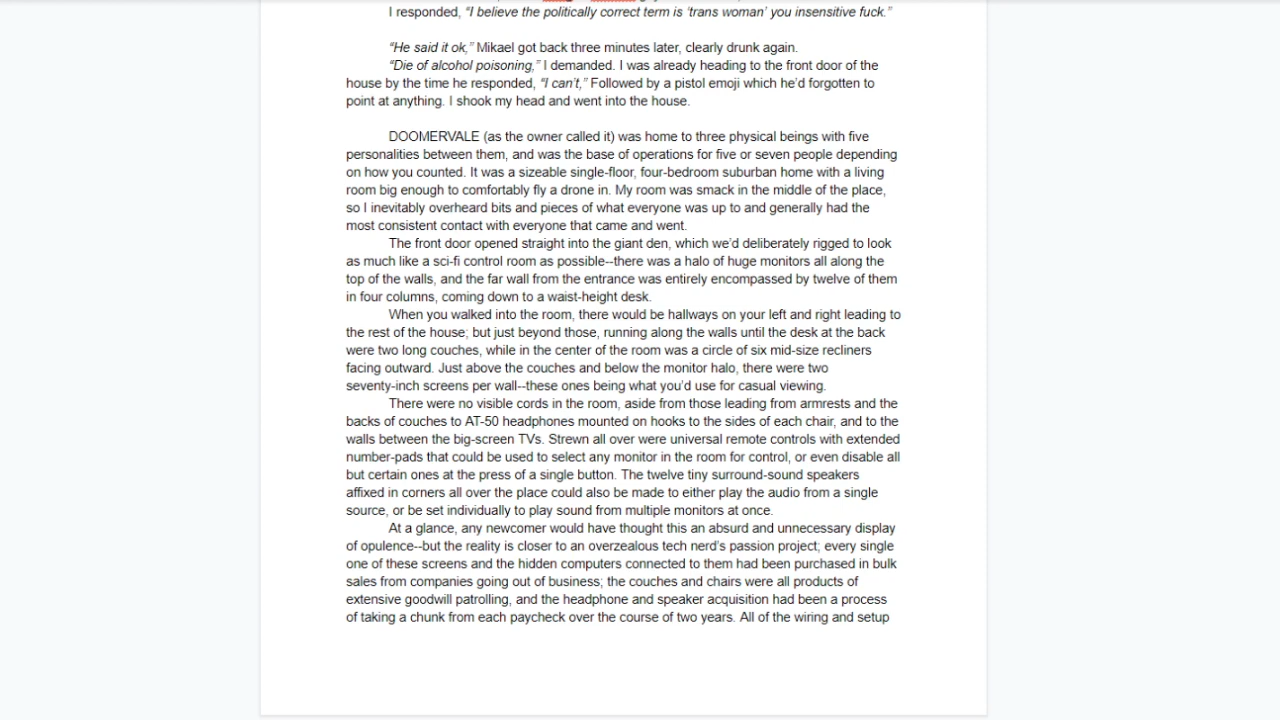 I responded, “I believe the politically correct term is ‘trans woman’ you insensitive fuck.”
“He said it ok,” Mikael got back three minutes later, clearly drunk again.
“Die of alcohol poisoning,” I demanded. I was already heading to the front door of the
house by the time he responded, “I can’t,” Followed by a pistol emoji which he’d forgotten to
point at anything. I shook my head and went into the house.
DOOMERVALE (as the owner called it) was home to three physical beings with five
personalities between them, and was the base of operations for five or seven people depending
on how you counted. It was a sizeable single-floor, four-bedroom suburban home with a living
room big enough to comfortably fly a drone in. My room was smack in the middle of the place,
so I inevitably overheard bits and pieces of what everyone was up to and generally had the
most consistent contact with everyone that came and went.
The front door opened straight into the giant den, which we’d deliberately rigged to look
as much like a sci-fi control room as possible--there was a halo of huge monitors all along the
top of the walls, and the far wall from the entrance was entirely encompassed by twelve of them
in four columns, coming down to a waist-height desk.
When you walked into the room, there would be hallways on your left and right leading to
the rest of the house; but just beyond those, running along the walls until the desk at the back
were two long couches, while in the center of the room was a circle of six mid-size recliners
facing outward. Just above the couches and below the monitor halo, there were two
seventy-inch screens per wall--these ones being what you’d use for casual viewing.
There were no visible cords in the room, aside from those leading from armrests and the
backs of couches to AT-50 headphones mounted on hooks to the sides of each chair, and to the
walls between the big-screen TVs. Strewn all over were universal remote controls with extended
number-pads that could be used to select any monitor in the room for control, or even disable all
but certain ones at the press of a single button. The twelve tiny surround-sound speakers
affixed in corners all over the place could also be made to either play the audio from a single
source, or be set individually to play sound from multiple monitors at once.
At a glance, any newcomer would have thought this an absurd and unnecessary display
of opulence--but the reality is closer to an overzealous tech nerd’s passion project; every single
one of these screens and the hidden computers connected to them had been purchased in bulk
sales from companies going out of business; the couches and chairs were all products of
extensive goodwill patrolling, and the headphone and speaker acquisition had been a process
of taking a chunk from each paycheck over the course of two years. All of the wiring and setup